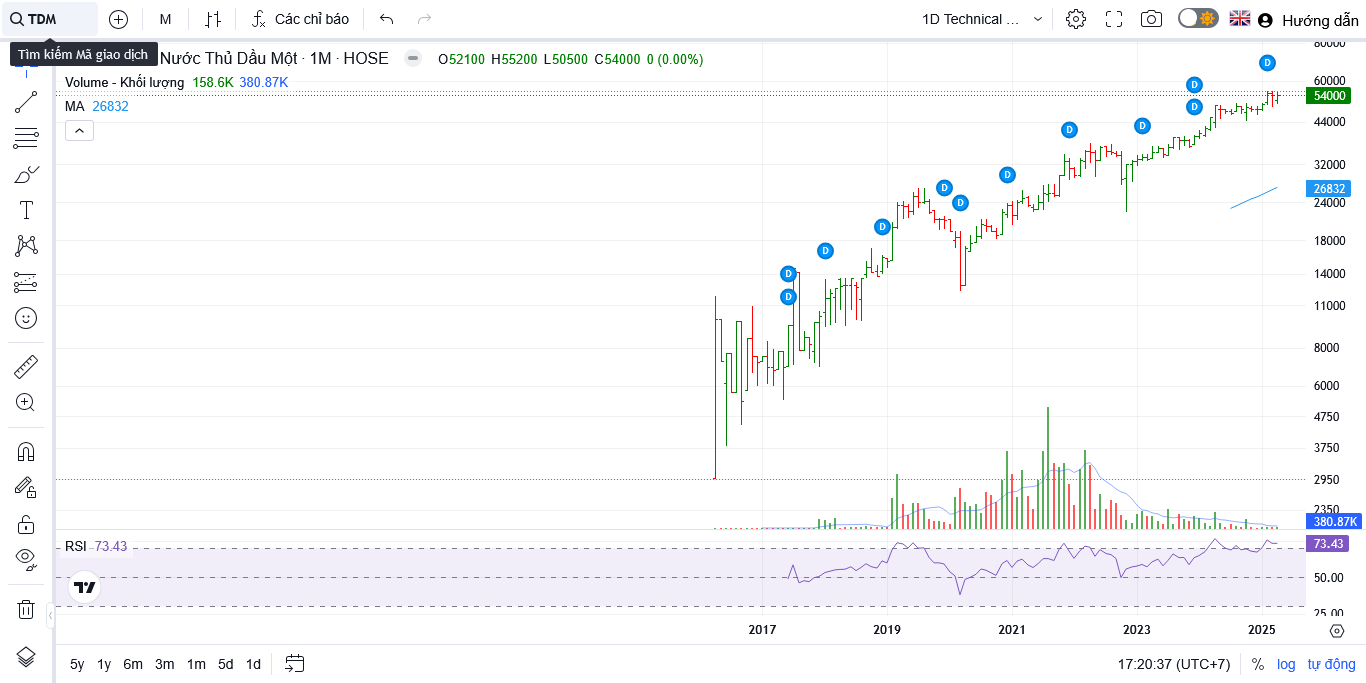 TDM
M
Các chỉ báo
1D Technical ...
Hướng dẫn
Tìm kiếm Mã giao dịch
Nước Thủ Dầu Một · 1M · HOSE
O52100 H55200 L50500 C54000 0 (0.00%)
Volume - Khối lượng 158.6K 380.87K
MA 26832
80000
60000
54000
44000
32000
26832
24000
18000
14000
11000
8000
6000
4750
3750
2950
2350
380.87K
D
D
D
D
D
D
D
D
D
D
D
D
RSI 73.43
73.43
50.00
25.00
2017
2019
2021
2023
2025
5y 1y 6m 3m 1m 5d 1d
17:20:37 (UTC+7)
% log tự động